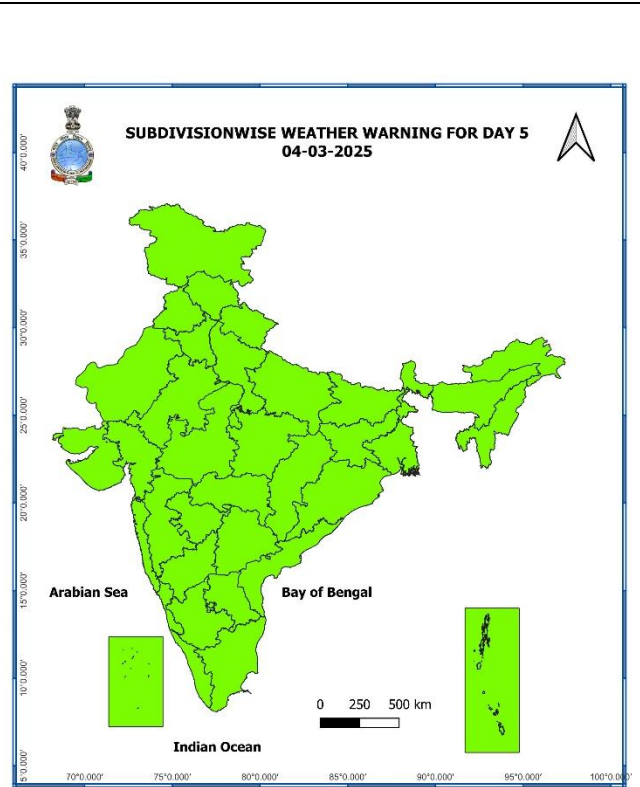 SUBDIVISIONWISE WEATHER WARNING FOR DAY 5
04-03-2025
40°0.000'
35°0.000'
30°0.000'
25°0.000'
20°0.000'
15°0.000'
10°0.000'
5°0.000'
Arabian Sea
Bay of Bengal
0 250 500 km
Indian Ocean
70°0.000' 75°0.000' 80°0.000' 85°0.000' 90°0.000' 95°0.000' 100°0.000'